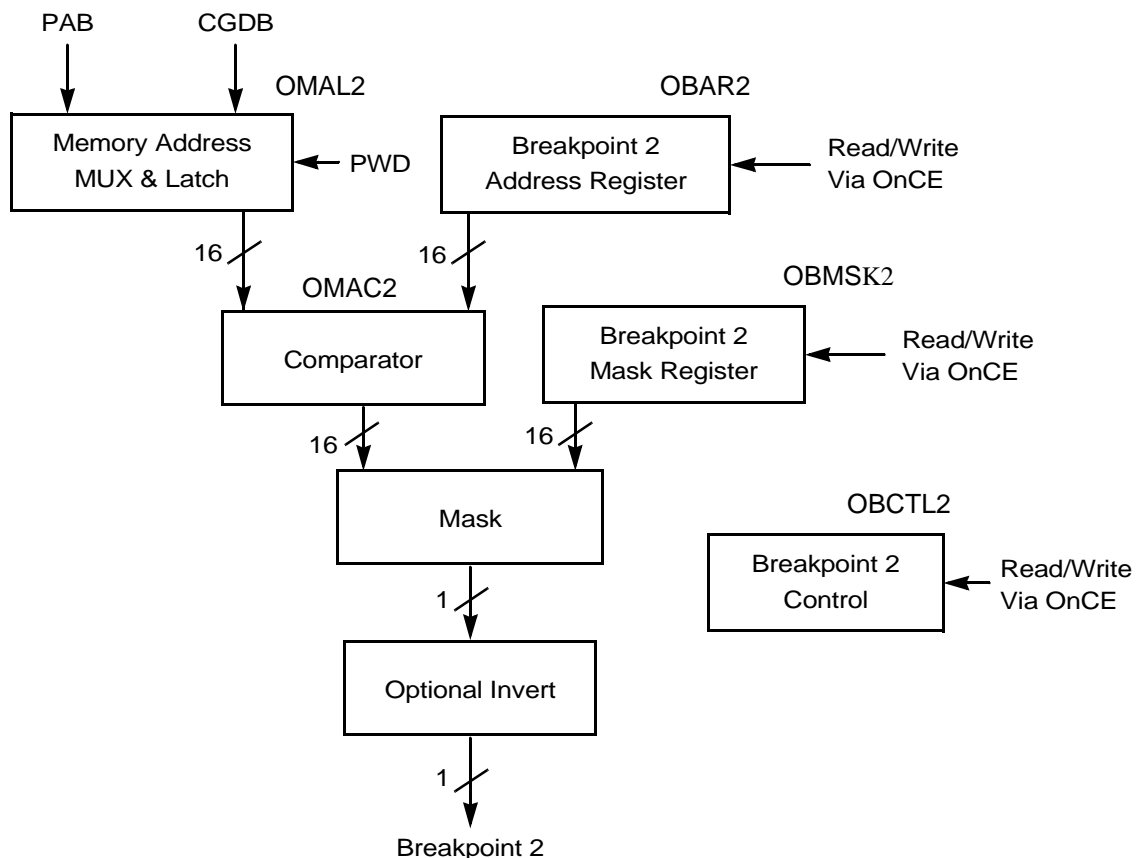 PAB
CGDB
OMAL2
OBAR2
Memory Address
MUX & Latch
PWD
Breakpoint 2
Address Register
Read/Write
Via OnCE
16
16
OMAC2
OBMSK2
Comparator
Breakpoint 2
Mask Register
Read/Write
Via OnCE
16
16
Mask
OBCTL2
Breakpoint 2
Control
Read/Write
Via OnCE
1
Optional Invert
1
Breakpoint 2